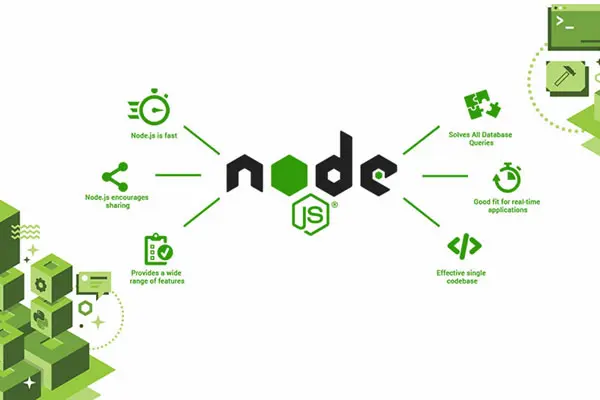 Node.js is fast
Node.js encourages
sharing
Provides a wide
range of features
node
JS®
Solves All Database
Queries
Good fit for real-time
applications
Effective single
codebase
>_
</>